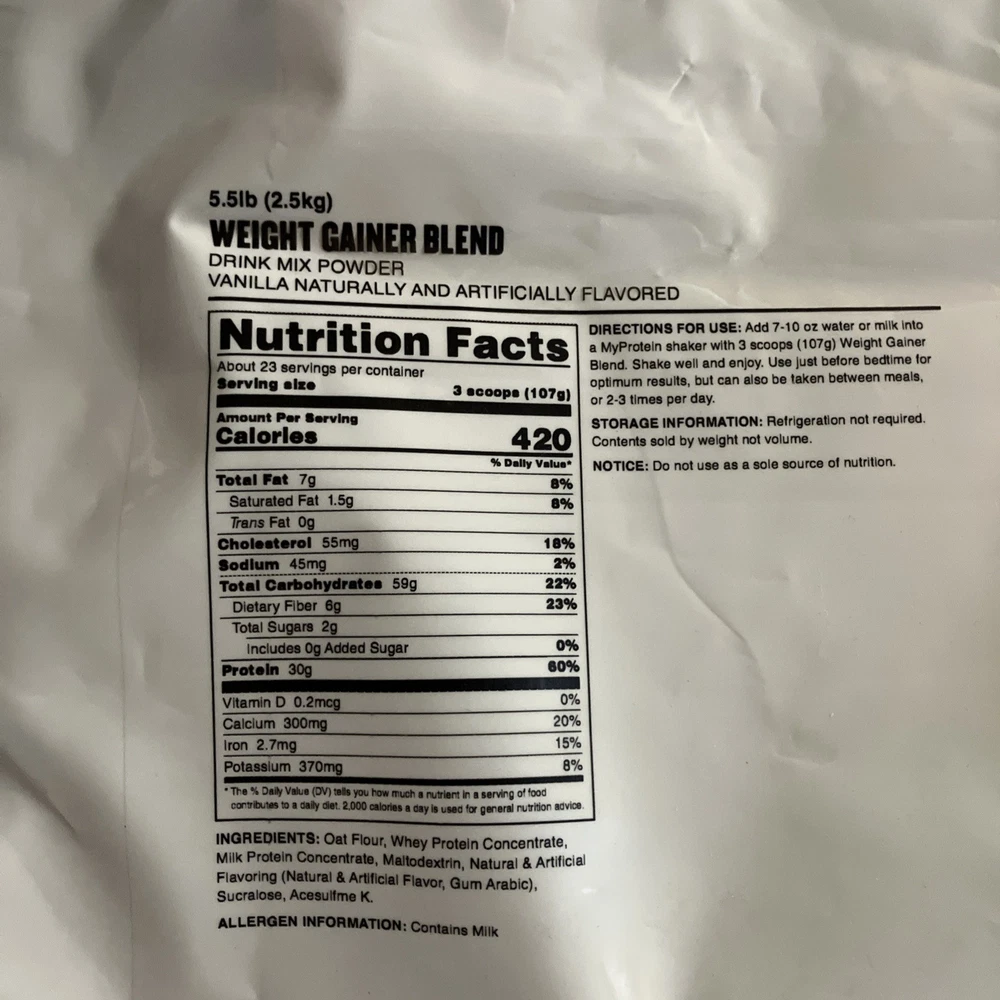 5.5lb (2.5kg)
WEIGHT GAINER BLEND
DRINK MIX POWDER
VANILLA NATURALLY AND ARTIFICIALLY FLAVORED
Nutrition Facts
About 23 servings per container
Serving size 3 scoops (107g)
Amount Per Serving
Calories 420
% Daily Value*
Total Fat 7g 8%
Saturated Fat 1.5g 8%
Trans Fat 0g
Cholesterol 55mg 18%
Sodium 45mg 2%
Total Carbohydrates 59g 22%
Dietary Fiber 6g 23%
Total Sugars 2g
Includes 0g Added Sugar 0%
Protein 30g 60%
Vitamin D 0.2mcg 0%
Calcium 300mg 20%
Iron 2.7mg 15%
Potassium 370mg 8%
* The % Daily Value (DV) tells you how much a nutrient in a serving of food
contributes to a daily diet. 2,000 calories a day is used for general nutrition advice.
INGREDIENTS: Oat Flour, Whey Protein Concentrate,
Milk Protein Concentrate, Maltodextrin, Natural & Artificial
Flavoring (Natural & Artificial Flavor, Gum Arabic),
Sucralose, Acesulfme K.
ALLERGEN INFORMATION: Contains Milk
DIRECTIONS FOR USE: Add 7-10 oz water or milk into
a MyProtein shaker with 3 scoops (107g) Weight Gainer
Blend. Shake well and enjoy. Use just before bedtime for
optimum results, but can also be taken between meals,
or 2-3 times per day.
STORAGE INFORMATION: Refrigeration not required.
Contents sold by weight not volume.
NOTICE: Do not use as a sole source of nutrition.